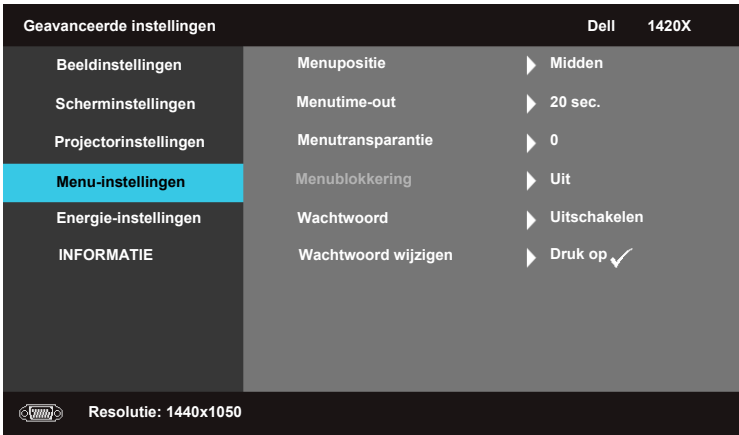 Geavanceerde instellingen Dell 1420X
Beeldinstellingen Menupositie Midden
Scherminstellingen Menutime-out 20 sec.
Projectorinstellingen Menutransparantie 0
Menu-instellingen Menublokkering Uit
Energie-instellingen Wachtwoord Uitschakelen
INFORMATIE Wachtwoord wijzigen Druk op
Resolutie: 1440x1050